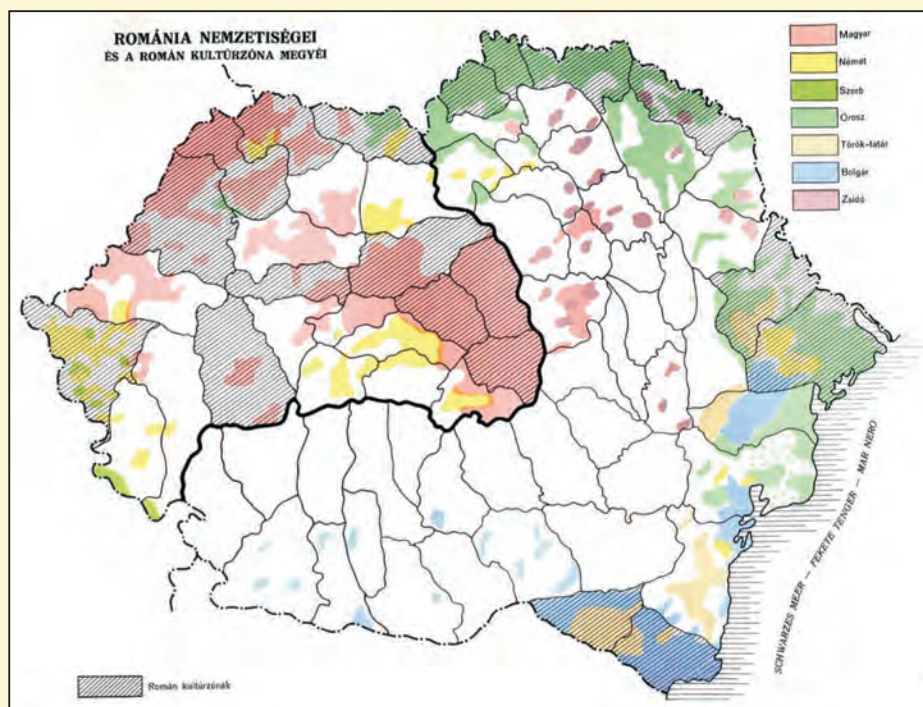 ROMÁNIA NEMZETISÉGEI
ÉS A ROMÁN KULTÚRZÓNA MEGYÉI
Magyar
Német
Szerb
Orosz
Török-tatár
Bolgár
Zsidó
SCHWARZES MEER — FEKETE TENGER — MAR NERO
Román kultúrzónák